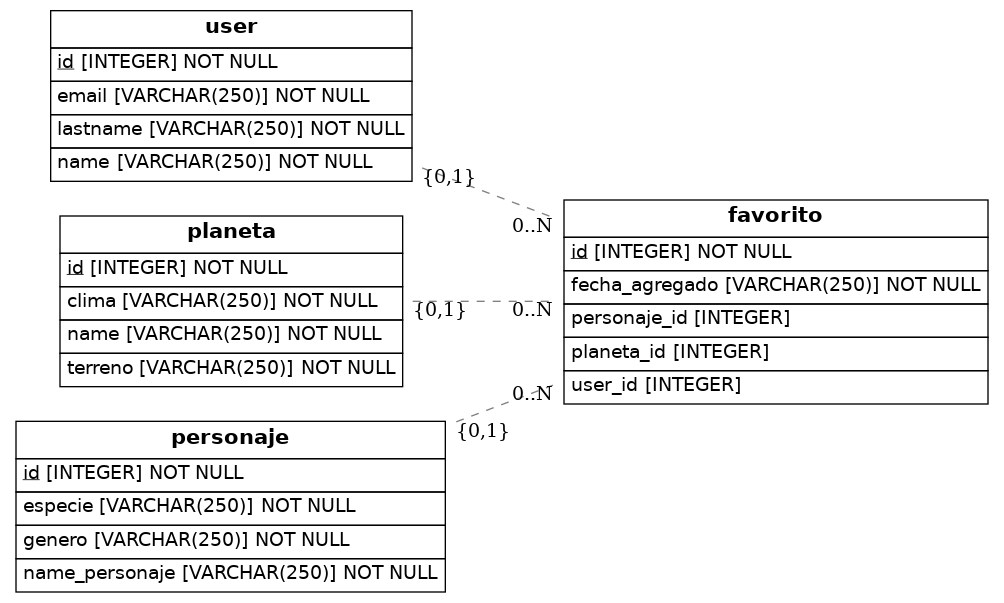 user
id [INTEGER] NOT NULL
email [VARCHAR(250)] NOT NULL
lastname [VARCHAR(250)] NOT NULL
name [VARCHAR(250)] NOT NULL
{0,1}
0..N
planeta
id [INTEGER] NOT NULL
clima [VARCHAR(250)] NOT NULL
name [VARCHAR(250)] NOT NULL
terreno [VARCHAR(250)] NOT NULL
{0,1}
0..N
personaje
id [INTEGER] NOT NULL
especie [VARCHAR(250)] NOT NULL
genero [VARCHAR(250)] NOT NULL
name_personaje [VARCHAR(250)] NOT NULL
{0,1}
0..N
favorito
id [INTEGER] NOT NULL
fecha_agregado [VARCHAR(250)] NOT NULL
personaje_id [INTEGER]
planeta_id [INTEGER]
user_id [INTEGER]